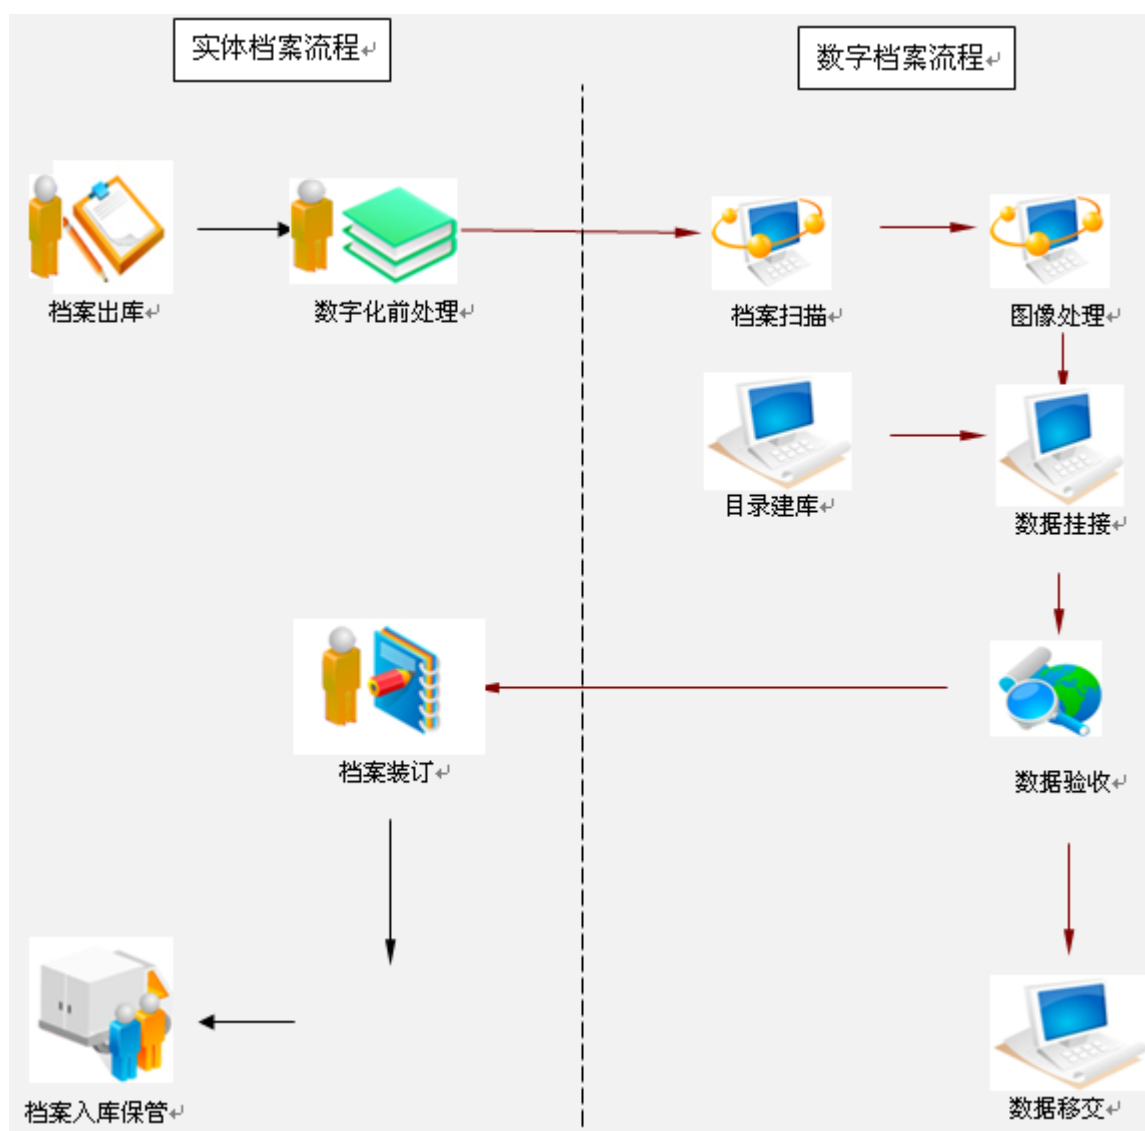 实体档案流程
数字档案流程
档案出库
数字化前处理
档案扫描
图像处理
目录建库
数据挂接
档案装订
数据验收
档案入库保管
数据移交